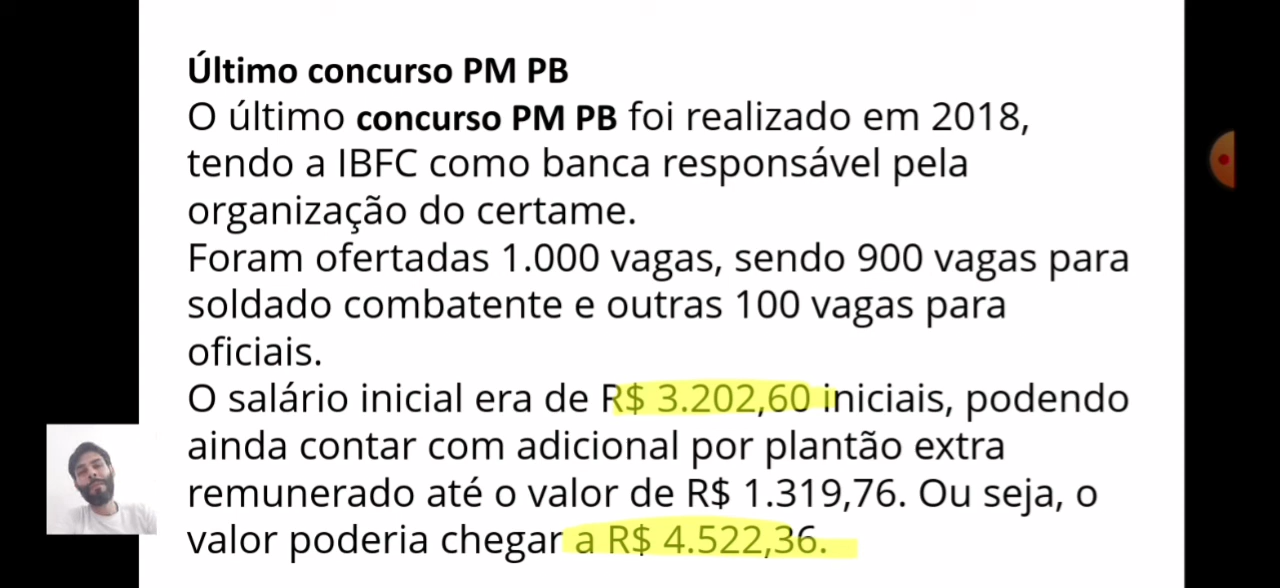 Último concurso PM PB
O último concurso PM PB foi realizado em 2018,
tendo a IBFC como banca responsável pela
organização do certame.
Foram ofertadas 1.000 vagas, sendo 900 vagas para
soldado combatente e outras 100 vagas para
oficiais.
O salário inicial era de R$ 3.202,60 iniciais, podendo
ainda contar com adicional por plantão extra
remunerado até o valor de R$ 1.319,76. Ou seja, o
valor poderia chegar a R$ 4.522,36.